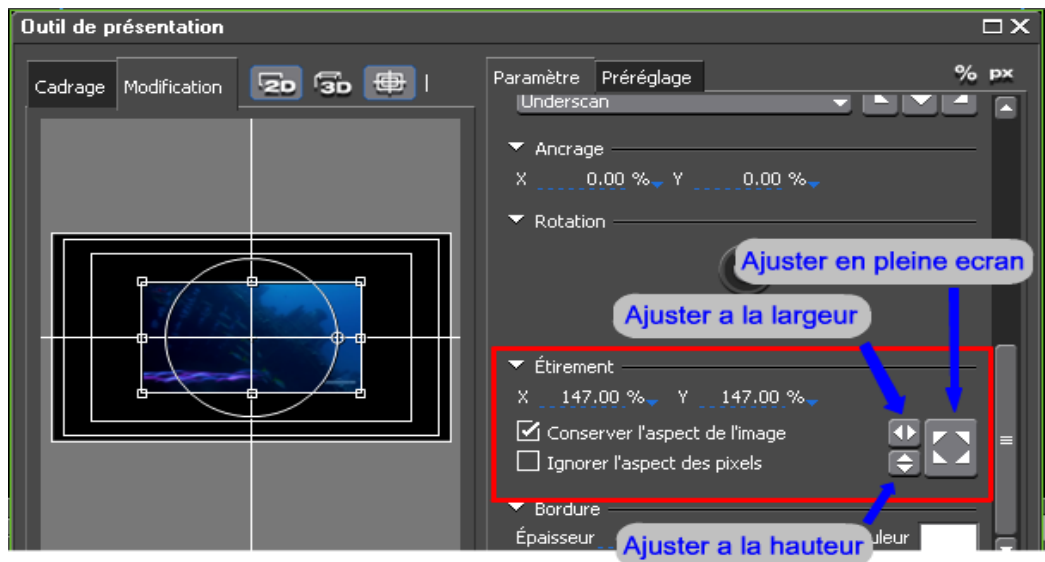 Outil de présentation
Cadrage Modification 2D 3D
Paramètre Préréglage % px
Underscan
Ancrage
X 0.00 % Y 0.00 %
Rotation
Ajuster en pleine ecran
Ajuster a la largeur
Étirement
X 147.00 % Y 147.00 %
Conserver l'aspect de l'image
Ignorer l'aspect des pixels
Bordure
Épaisseur
Ajuster a la hauteur